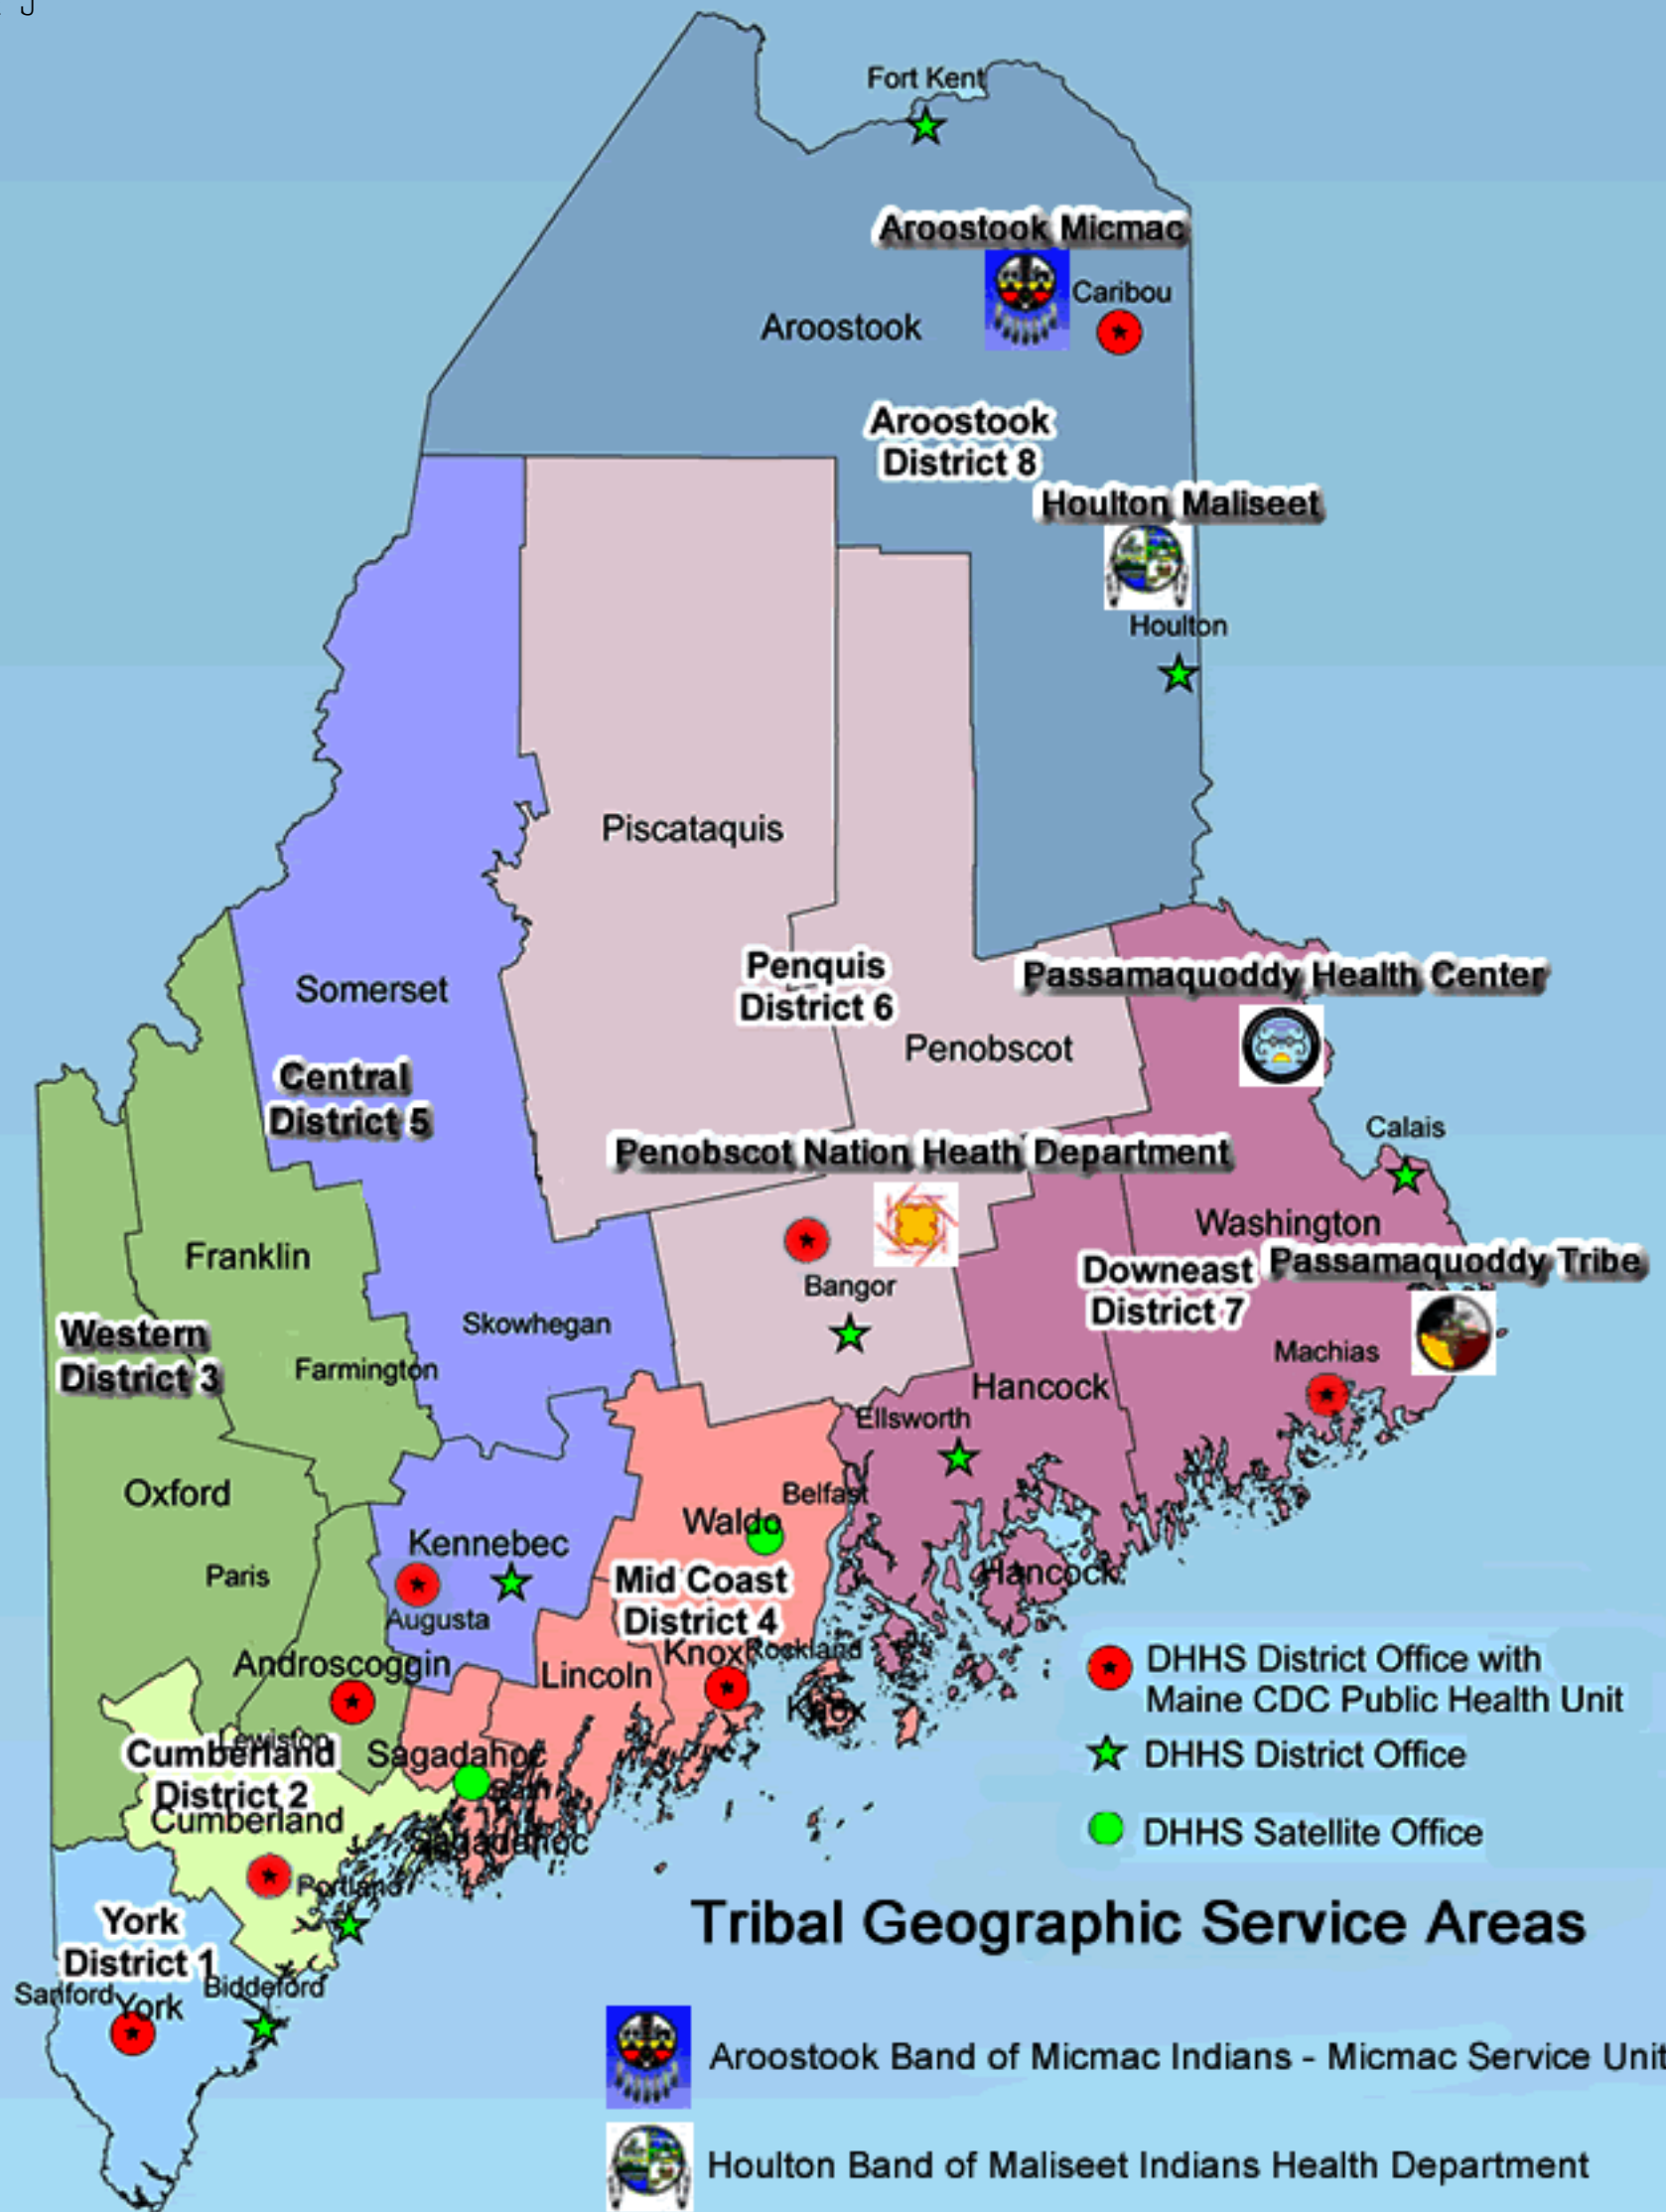 J
Fort Kent
Aroostook Micmac
Caribou
Aroostook
Aroostook
District 8
Houlton Maliseet
Houlton
Piscataquis
Penquis
District 6
Passamaquoddy Health Center
Somerset
Penobscot
Central
District 5
Calais
Penobscot Nation Heath Department
Washington
Franklin
Downeast
District 7
Passamaquoddy Tribe
Bangor
Skowhegan
Western
District 3
Machias
Farmington
Hancock
Ellsworth
Oxford
Belfast
Waldo
Kennebec
Paris
Mid Coast
District 4
Hancock
Augusta
Androscoggin
Knox
Rockland
Lincoln
DHHS District Office with
Maine CDC Public Health Unit
Knox
Lewiston
Cumberland
District 2
Sagadahoc
DHHS District Office
Bath
Cumberland
Sagadahoc
DHHS Satellite Office
Portland
York
District 1
Tribal Geographic Service Areas
Sanford
York
Biddeford
Aroostook Band of Micmac Indians - Micmac Service Unit
Houlton Band of Maliseet Indians Health Department